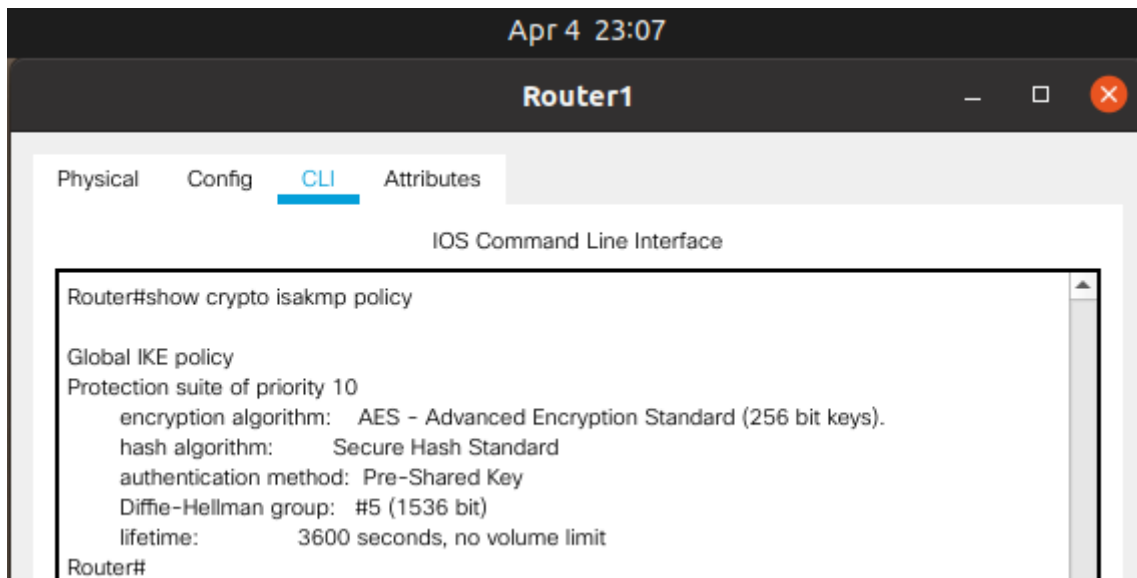 Apr 4 23:07
Router1
Physical Config CLI Attributes
IOS Command Line Interface
Router#show crypto isakmp policy
Global IKE policy
Protection suite of priority 10
encryption algorithm: AES - Advanced Encryption Standard (256 bit keys).
hash algorithm: Secure Hash Standard
authentication method: Pre-Shared Key
Diffie-Hellman group: #5 (1536 bit)
lifetime: 3600 seconds, no volume limit
Router#